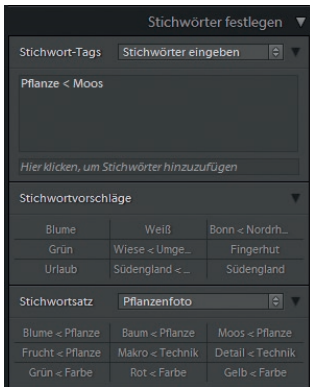 Stichwörter festlegen
Stichwort-Tags Stichwörter eingeben
Pflanze < Moos
Hier klicken, um Stichwörter hinzuzufügen
Stichwortvorschläge
Blume Weiß Bonn < Nordrh...
Grün Wiese < Umge... Fingerhut
Urlaub Südengland < ... Südengland
Stichwortsatz Pflanzenfoto
Blume < Pflanze Baum < Pflanze Moos < Pflanze
Frucht < Pflanze Makro < Technik Detail < Technik
Grün < Farbe Rot < Farbe Gelb < Farbe